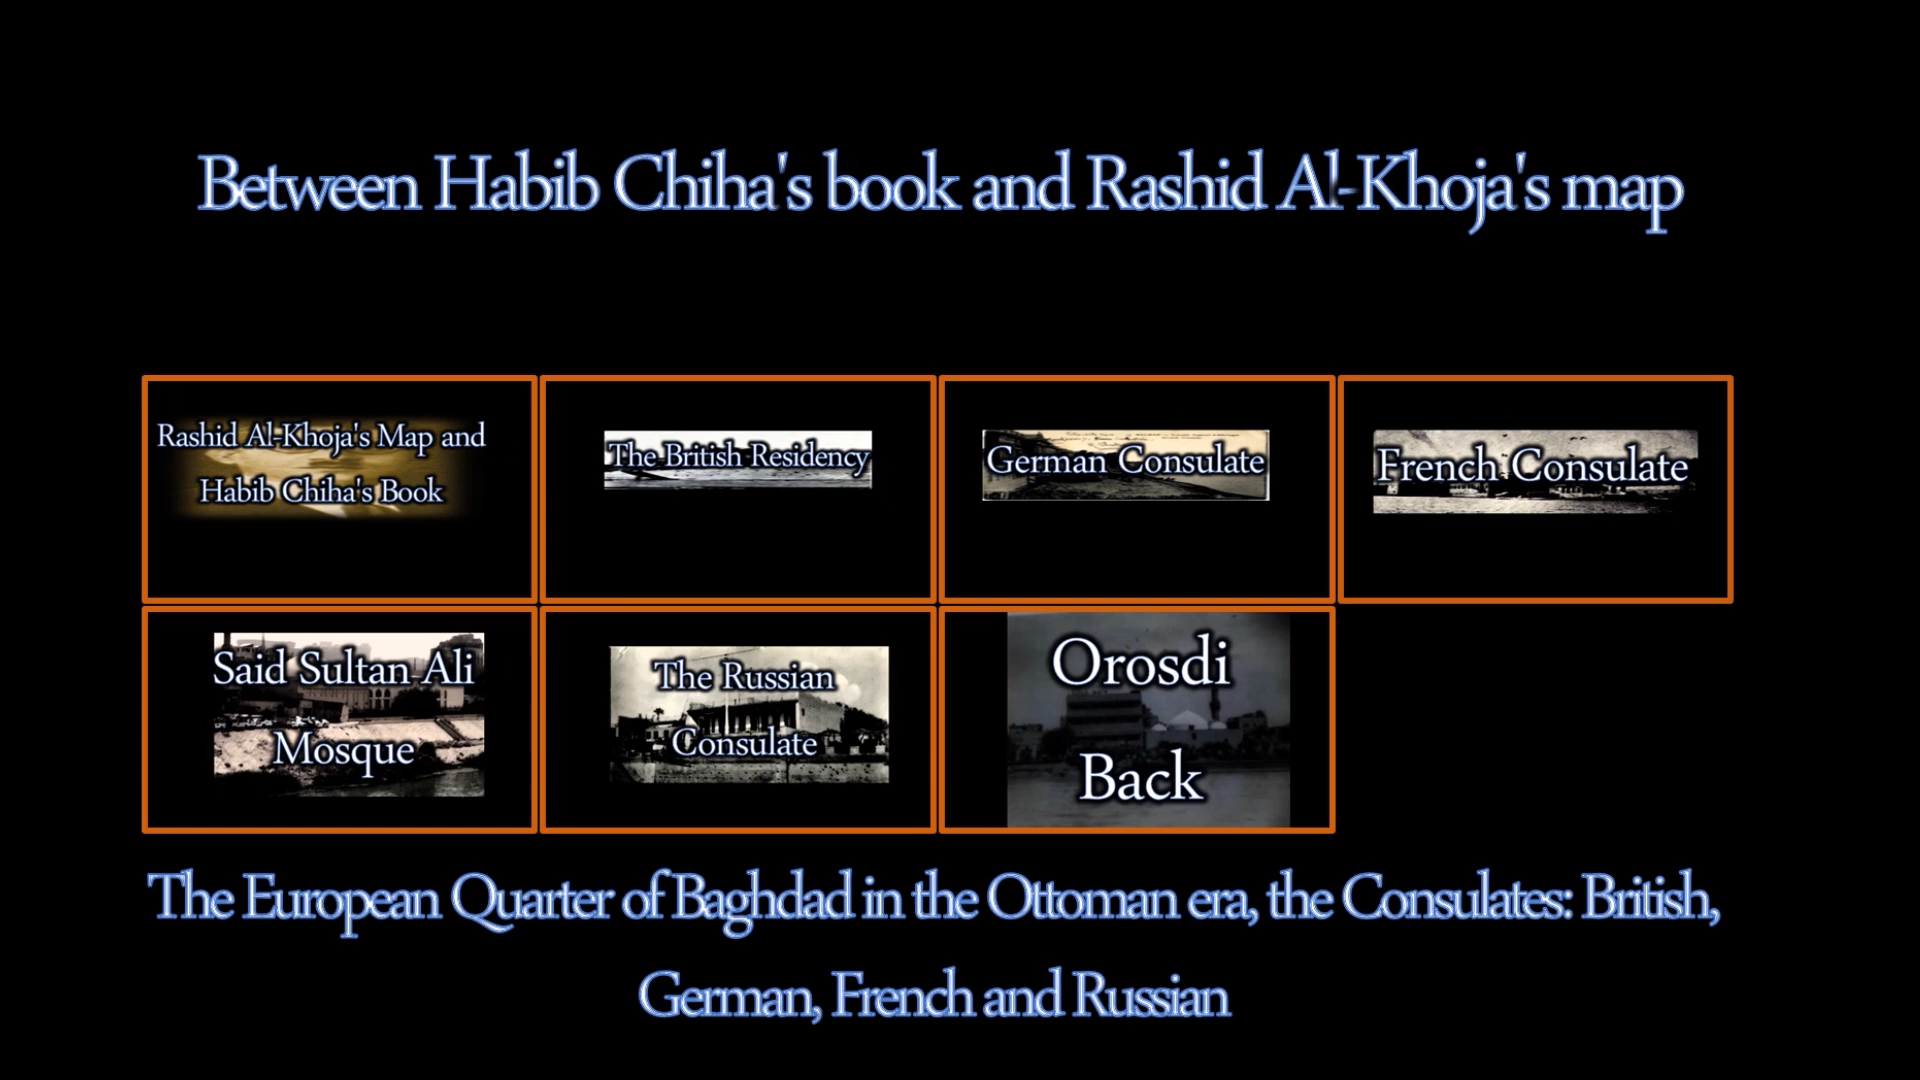 Between Habib Chiha's book and Rashid Al-Khoja's map
Rashid Al-Khoja's Map and
Habib Chiha's Book
The British Residency
German Consulate
French Consulate
Said Sultan Ali
Mosque
The Russian
Consulate
Orosdi
Back
The European Quarter of Baghdad in the Ottoman era, the Consulates: British,
German, French and Russian